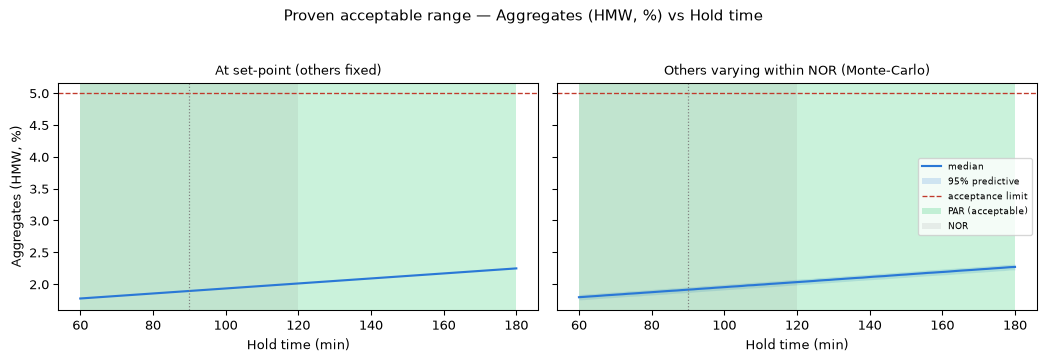 Proven acceptable range — Aggregates (HMW, %) vs Hold time
At set-point (others fixed)
Aggregates (HMW, %)
5.0
4.5
4.0
3.5
3.0
2.5
2.0
60 80 100 120 140 160 180
Hold time (min)
Others varying within NOR (Monte-Carlo)
median
95% predictive
acceptance limit
PAR (acceptable)
NOR
60 80 100 120 140 160 180
Hold time (min)